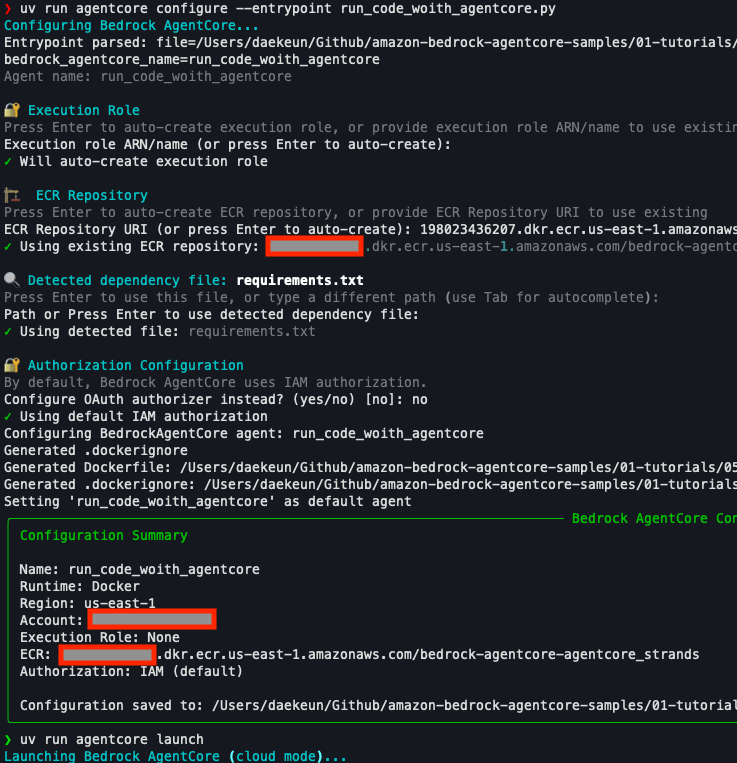 ❯ uv run agentcore configure --entrypoint run_code_woith_agentcore.py
Configuring Bedrock AgentCore...
Entrypoint parsed: file=/Users/daekeun/Github/amazon-bedrock-agentcore-samples/01-tutorials/
bedrock_agentcore_name=run_code_woith_agentcore
Agent name: run_code_woith_agentcore
🔐 Execution Role
Press Enter to auto-create execution role, or provide execution role ARN/name to use existin
Execution role ARN/name (or press Enter to auto-create):
✓ Will auto-create execution role
🏗️ ECR Repository
Press Enter to auto-create ECR repository, or provide ECR Repository URI to use existing
ECR Repository URI (or press Enter to auto-create): 198023436207.dkr.ecr.us-east-1.amazonaws
✓ Using existing ECR repository: .dkr.ecr.us-east-1.amazonaws.com/bedrock-agentc
🔍 Detected dependency file: requirements.txt
Press Enter to use this file, or type a different path (use Tab for autocomplete):
Path or Press Enter to use detected dependency file:
✓ Using detected file: requirements.txt
🔐 Authorization Configuration
By default, Bedrock AgentCore uses IAM authorization.
Configure OAuth authorizer instead? (yes/no) [no]: no
✓ Using default IAM authorization
Configuring BedrockAgentCore agent: run_code_woith_agentcore
Generated .dockerignore
Generated Dockerfile: /Users/daekeun/Github/amazon-bedrock-agentcore-samples/01-tutorials/05
Generated .dockerignore: /Users/daekeun/Github/amazon-bedrock-agentcore-samples/01-tutorials
Setting 'run_code_woith_agentcore' as default agent
Bedrock AgentCore Con
Configuration Summary
Name: run_code_woith_agentcore
Runtime: Docker
Region: us-east-1
Account:
Execution Role: None
ECR: .dkr.ecr.us-east-1.amazonaws.com/bedrock-agentcore-agentcore_strands
Authorization: IAM (default)
Configuration saved to: /Users/daekeun/Github/amazon-bedrock-agentcore-samples/01-tutorial
❯ uv run agentcore launch
Launching Bedrock AgentCore (cloud mode)...